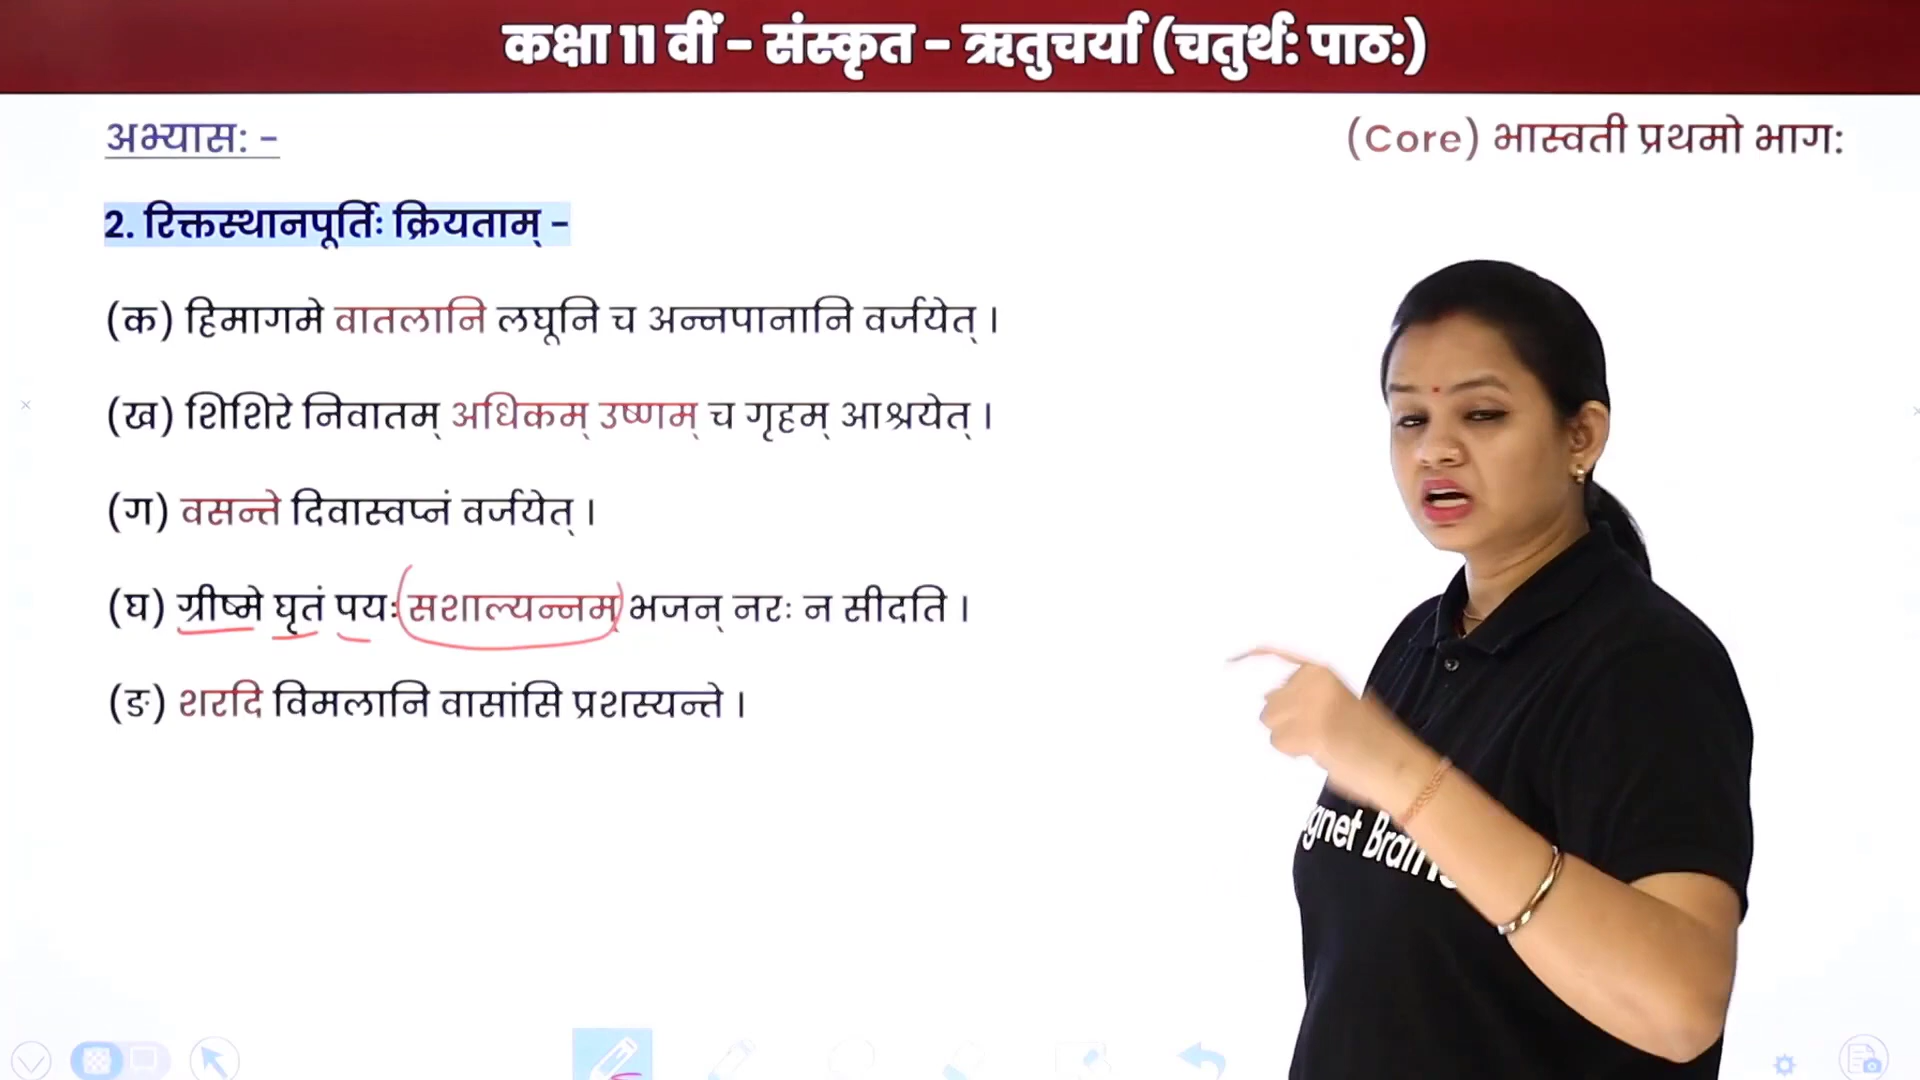 कक्षा 11 वीं - संस्कृत - ऋतुचर्या (चतुर्थ: पाठ:)
अभ्यास: -
(Core) भास्वती प्रथमो भाग:
2. रिक्तस्थानपूर्तिः क्रियताम् -
(क) हिमागमे वातलानि लघूनि च अन्नपानानि वर्जयेत् ।
(ख) शिशिरे निवातम् अधिकम् उष्णम् च गृहम् आश्रयेत् ।
(ग) वसन्ते दिवास्वप्नं वर्जयेत् ।
(घ) ग्रीष्मे घृतं पयः सशाल्यन्नम् भजन् नरः न सीदति ।
(ङ) शरदि विमलानि वासांसि प्रशस्यन्ते ।